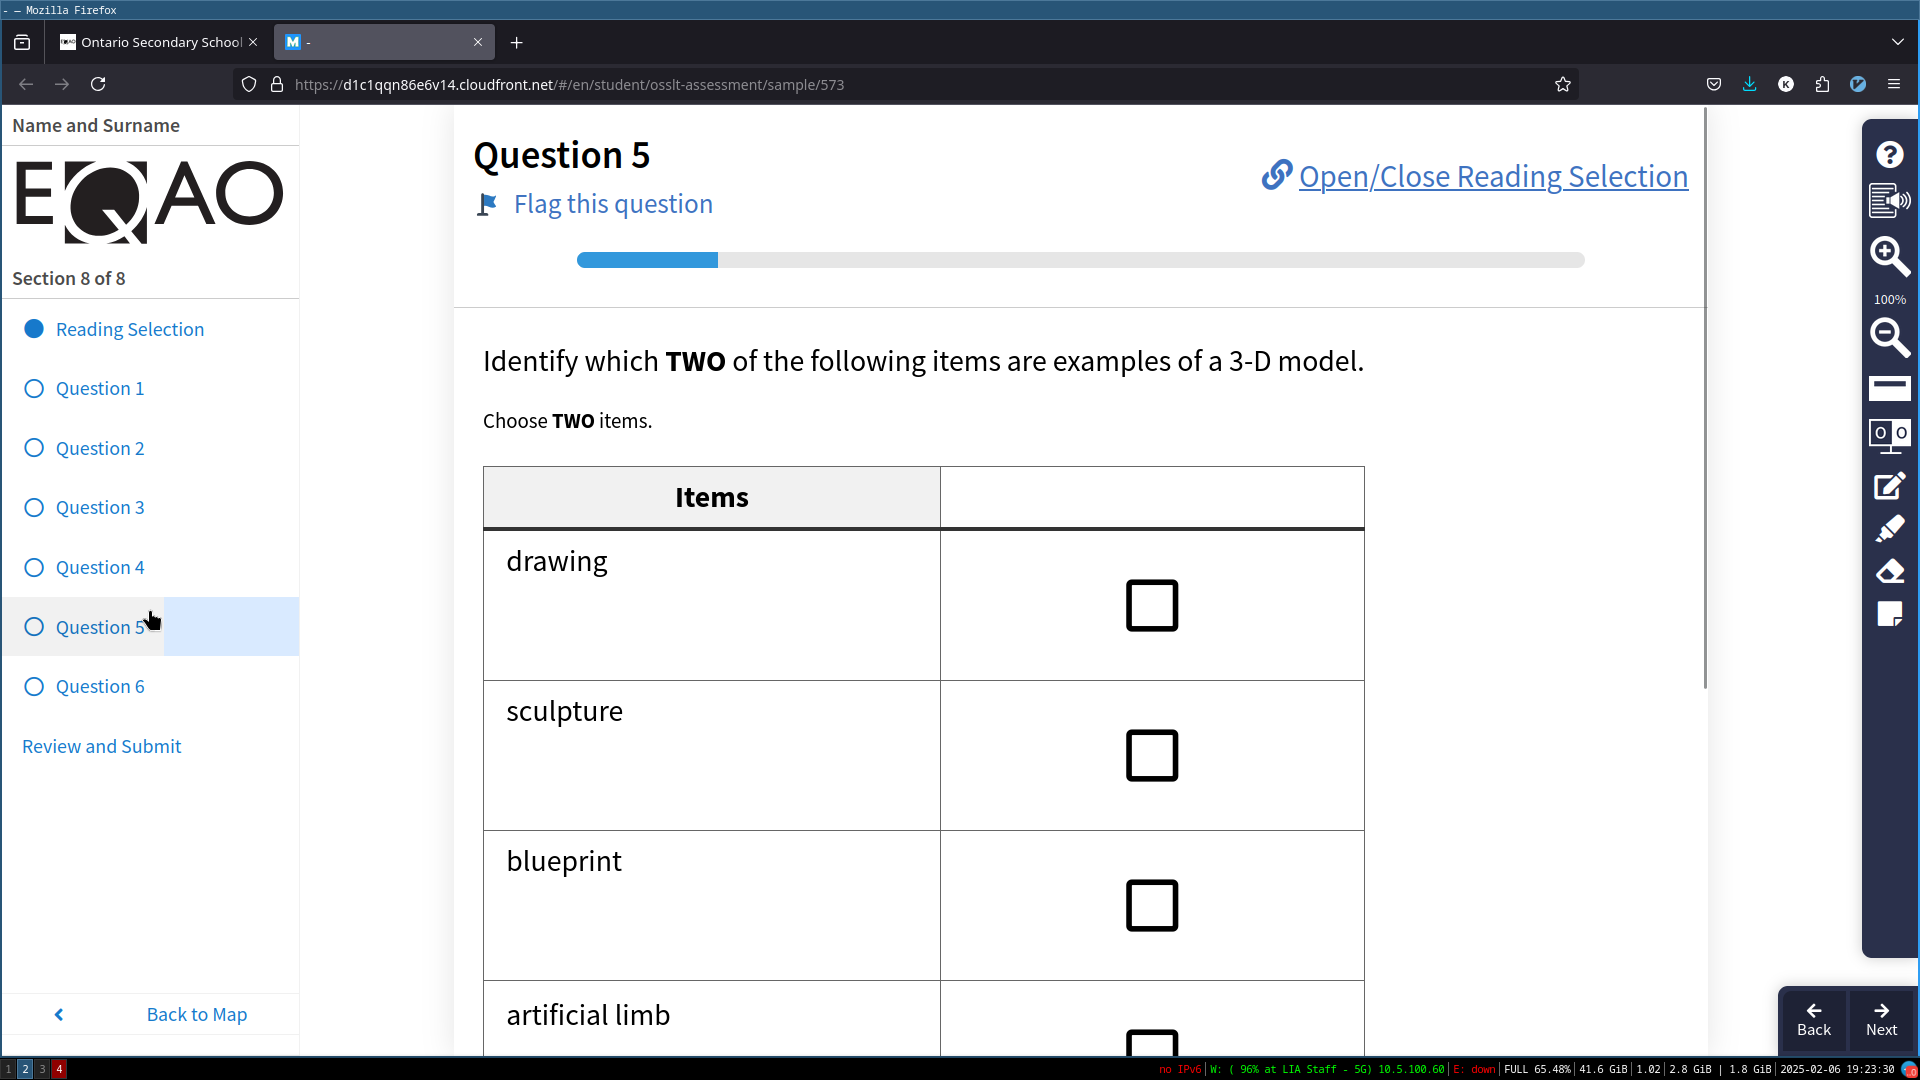 - — Mozilla Firefox
EQAO
Ontario Secondary School
M
-
https://d1c1qqn86e6v14.cloudfront.net/#/en/student/osslt-assessment/sample/573
K
Name and Surname
EQAO
Section 8 of 8
Reading Selection
Question 1
Question 2
Question 3
Question 4
Question 5
Question 6
Review and Submit
Back to Map
Question 5
Flag this question
Open/Close Reading Selection
Identify which TWO of the following items are examples of a 3-D model.
Choose TWO items.
Items
drawing
sculpture
blueprint
artificial limb
?
100%
O O
Back
Next
1 2 3 4
no IPv6 | W: ( 96% at LIA Staff - 5G) 10.5.100.60 | E: down | FULL 65.48% | 41.6 GiB | 1.02 | 2.8 GiB | 1.8 GiB | 2025-02-06 19:23:30